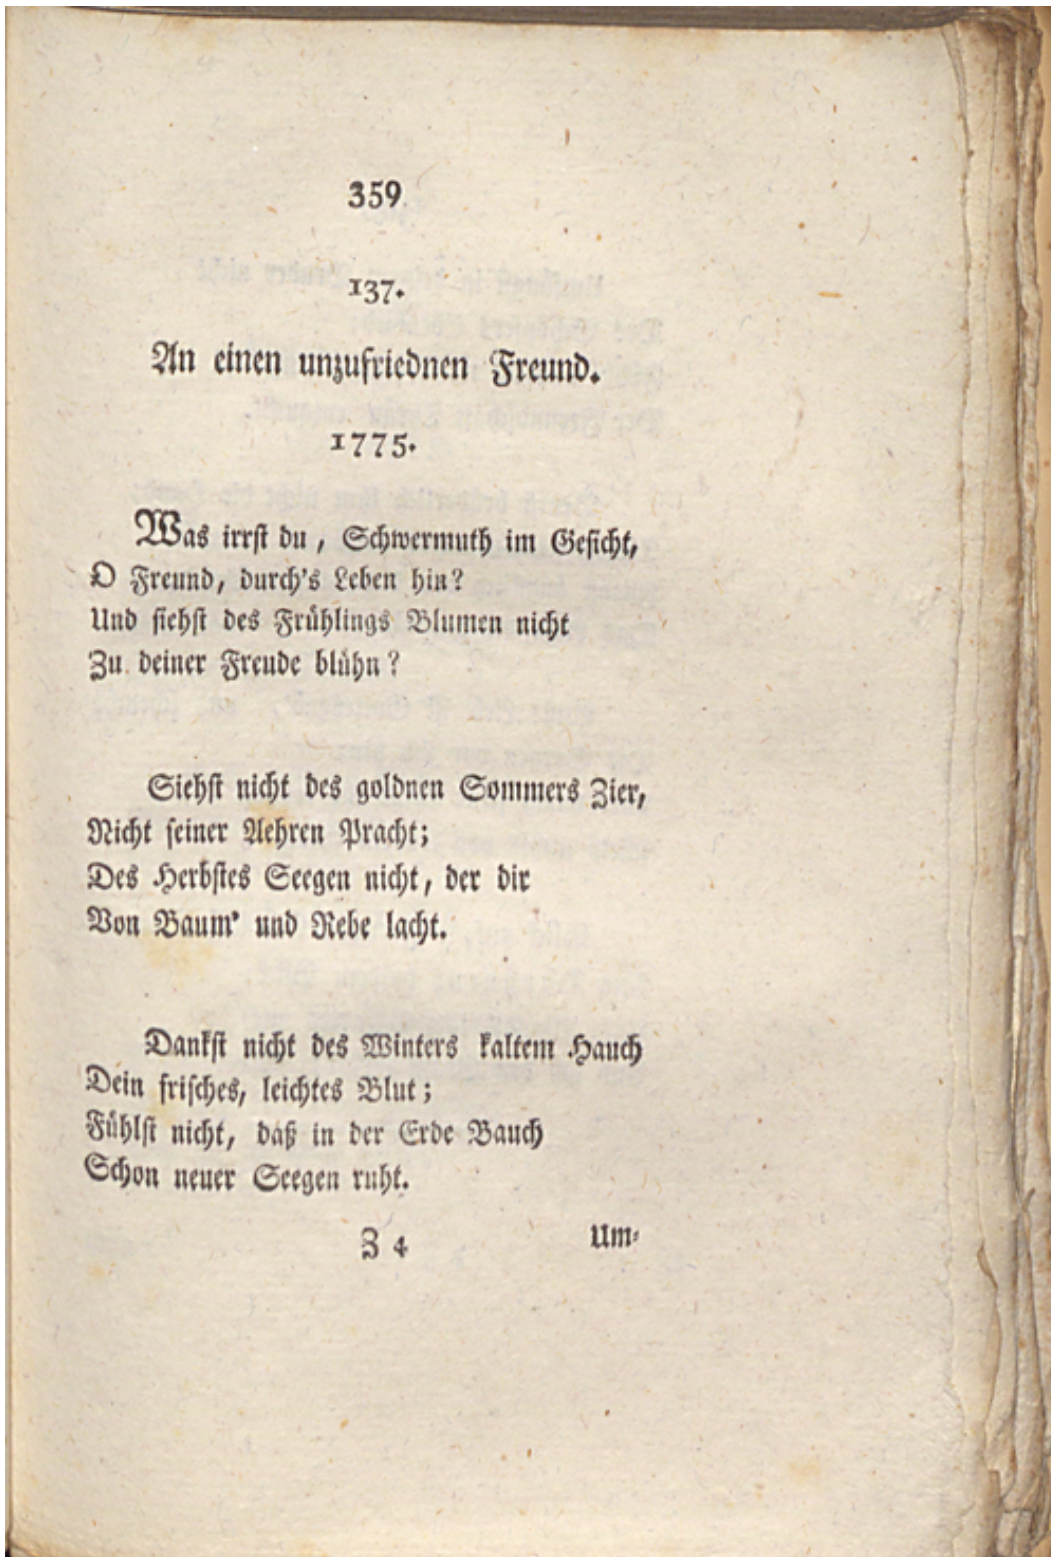 359
137.
An einen unzufriednen Freund.
1775.
Was irrst du, Schwermuth im Gesicht,
O Freund, durch's Leben hin?
Und siehst des Frühlings Blumen nicht
Zu deiner Freude blühn?
Siehst nicht des goldnen Sommers Zier,
Nicht seiner Aehren Pracht;
Des Herbstes Seegen nicht, der dir
Von Baum' und Rebe lacht.
Dankst nicht des Winters kaltem Hauch
Dein frisches, leichtes Blut;
Fühlst nicht, daß in der Erde Bauch
Schon neuer Seegen ruht.
Z 4 Um-